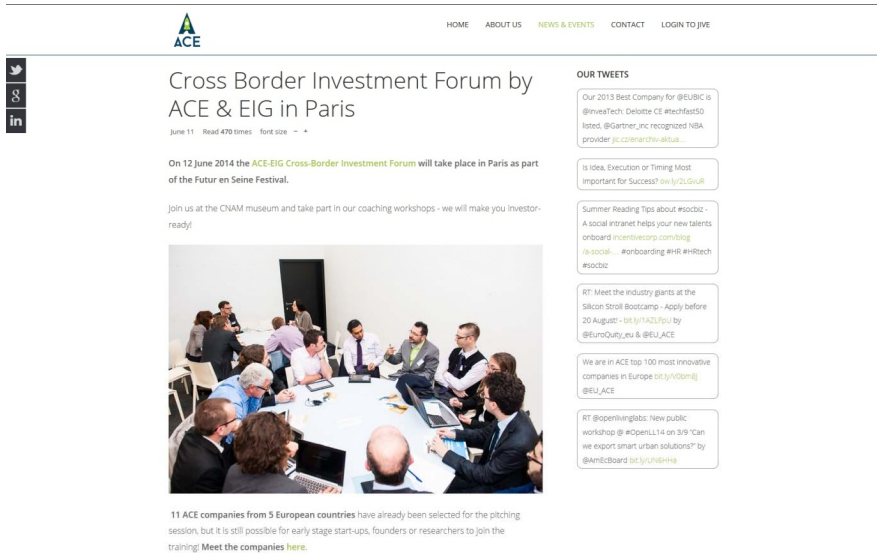 ACE
HOME ABOUT US NEWS & EVENTS CONTACT LOGIN TO JIVE
Cross Border Investment Forum by
ACE & EIG in Paris
June 11 Read 470 times font size - +
On 12 June 2014 the ACE-EIG Cross-Border Investment Forum will take place in Paris as part
of the Futur en Seine Festival.
Join us at the CNAM museum and take part in our coaching workshops - we will make you investor-
ready!
11 ACE companies from 5 European countries have already been selected for the pitching
session, but it is still possible for early stage start-ups, founders or researchers to join the
training! Meet the companies here.
OUR TWEETS
Our 2013 Best Company for @EUBIC is
@InveaTech: Deloitte CE #techfast50
listed, @Gartner_inc recognized NBA
provider jic.cz/enarchiv-aktua...
Is Idea, Execution or Timing Most
Important for Success? ow.ly/2LGvuR
Summer Reading Tips about #socbiz -
A social intranet helps your new talents
onboard incentivecorp.com/blog
/a-social-... #onboarding #HR #HRtech
#socbiz
RT: Meet the industry giants at the
Silicon Stroll Bootcamp - Apply before
20 August! - bit.ly/1AZLPpU by
@EuroQuity_eu & @EU_ACE
We are in ACE top 100 most innovative
companies in Europe
@EU_ACE
RT @openlivinglabs: New public
workshop @ #OpenLL14 on 3/9 "Can
we export smart urban solutions?" by
@AmEcBoard